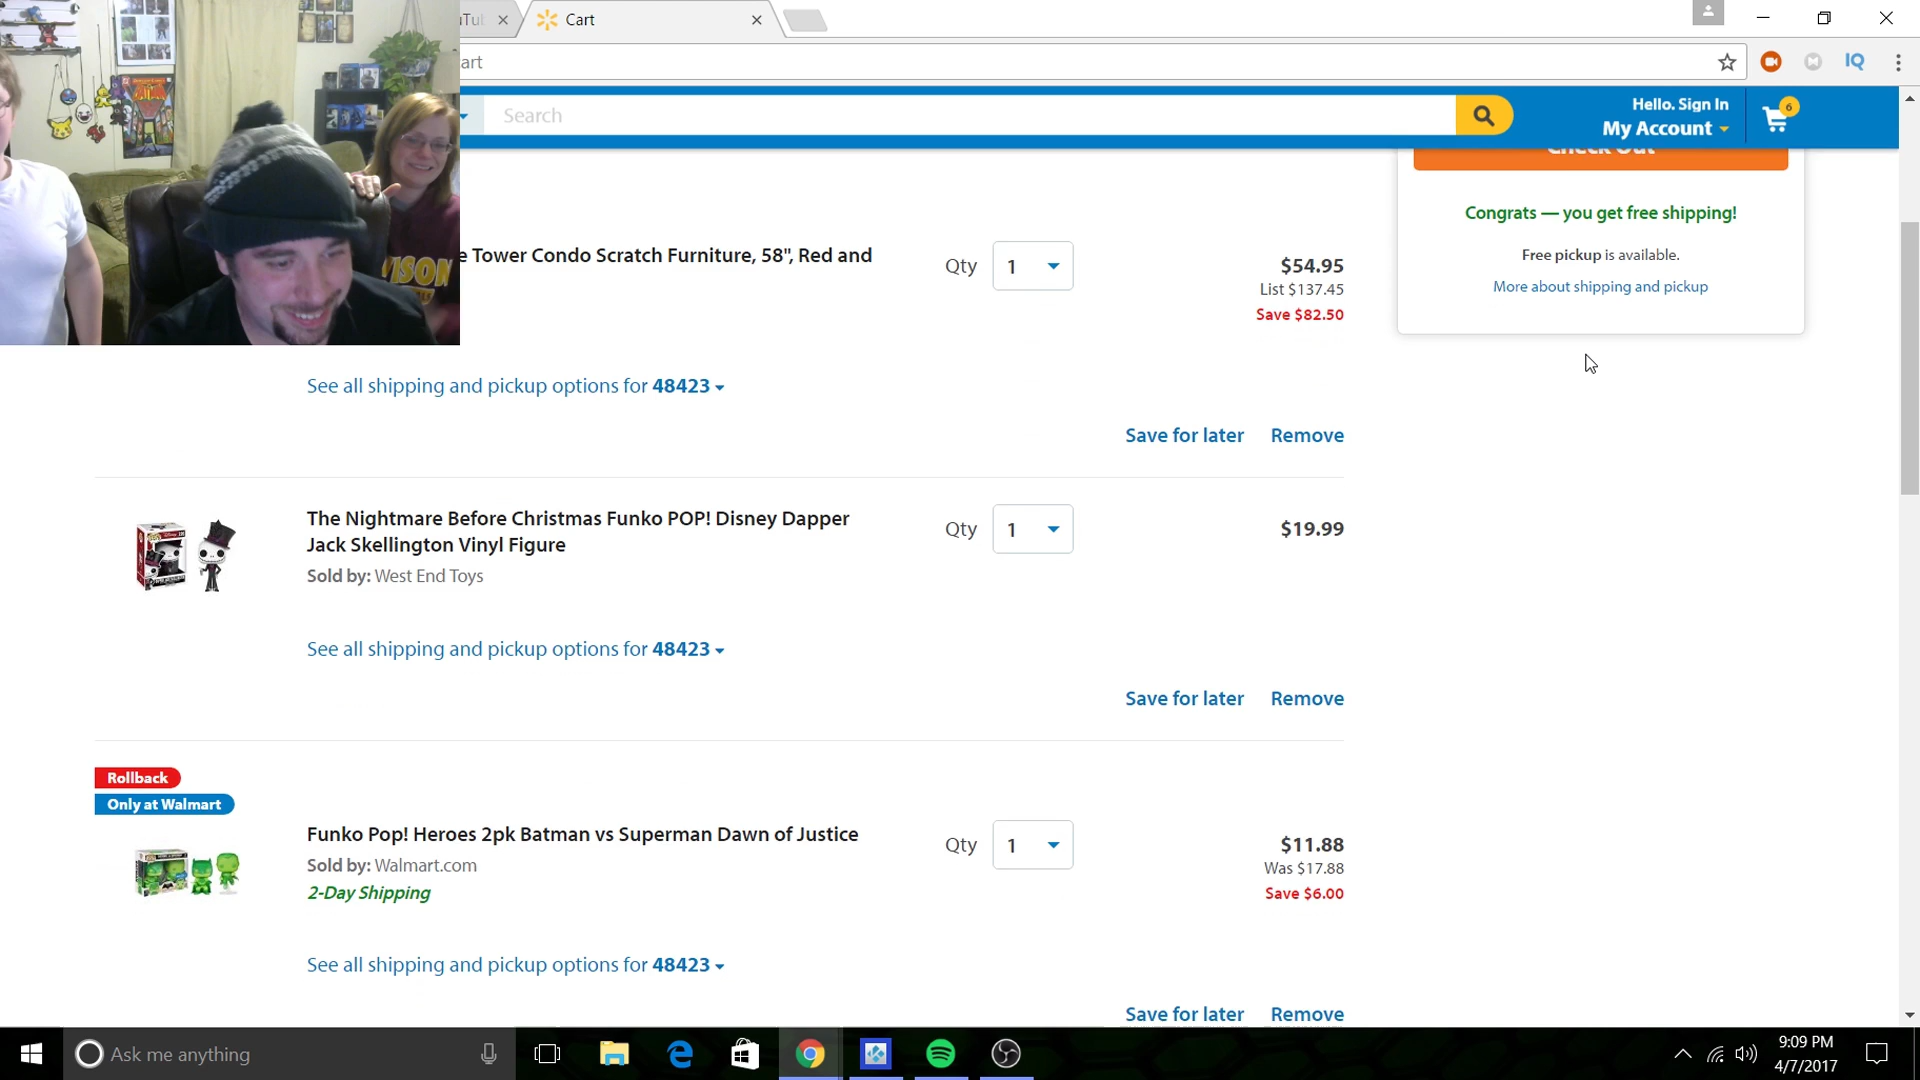 Cart
art
Search
Hello. Sign In
My Account
6
Check Out
Congrats — you get free shipping!
Free pickup is available.
More about shipping and pickup
e Tower Condo Scratch Furniture, 58", Red and
Qty 1
$54.95
List $137.45
Save $82.50
See all shipping and pickup options for 48423
Save for later Remove
The Nightmare Before Christmas Funko POP! Disney Dapper
Jack Skellington Vinyl Figure
Sold by: West End Toys
Qty 1
$19.99
See all shipping and pickup options for 48423
Save for later Remove
Rollback
Only at Walmart
Funko Pop! Heroes 2pk Batman vs Superman Dawn of Justice
Sold by: Walmart.com
2-Day Shipping
Qty 1
$11.88
Was $17.88
Save $6.00
See all shipping and pickup options for 48423
Save for later Remove
Ask me anything
9:09 PM
4/7/2017
IQ